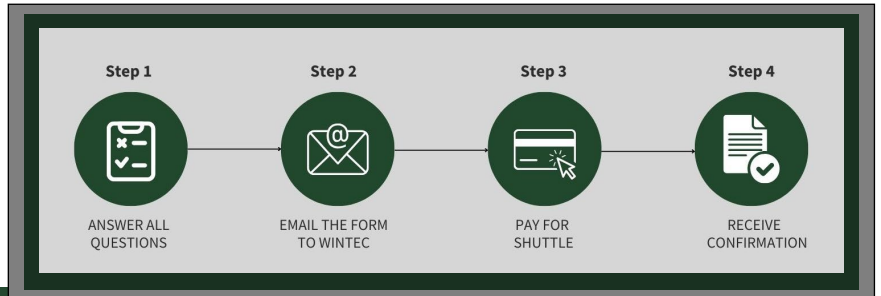 Step 1
Step 2
Step 3
Step 4
@
ANSWER ALL
QUESTIONS
EMAIL THE FORM
TO WINTEC
PAY FOR
SHUTTLE
RECEIVE
CONFIRMATION